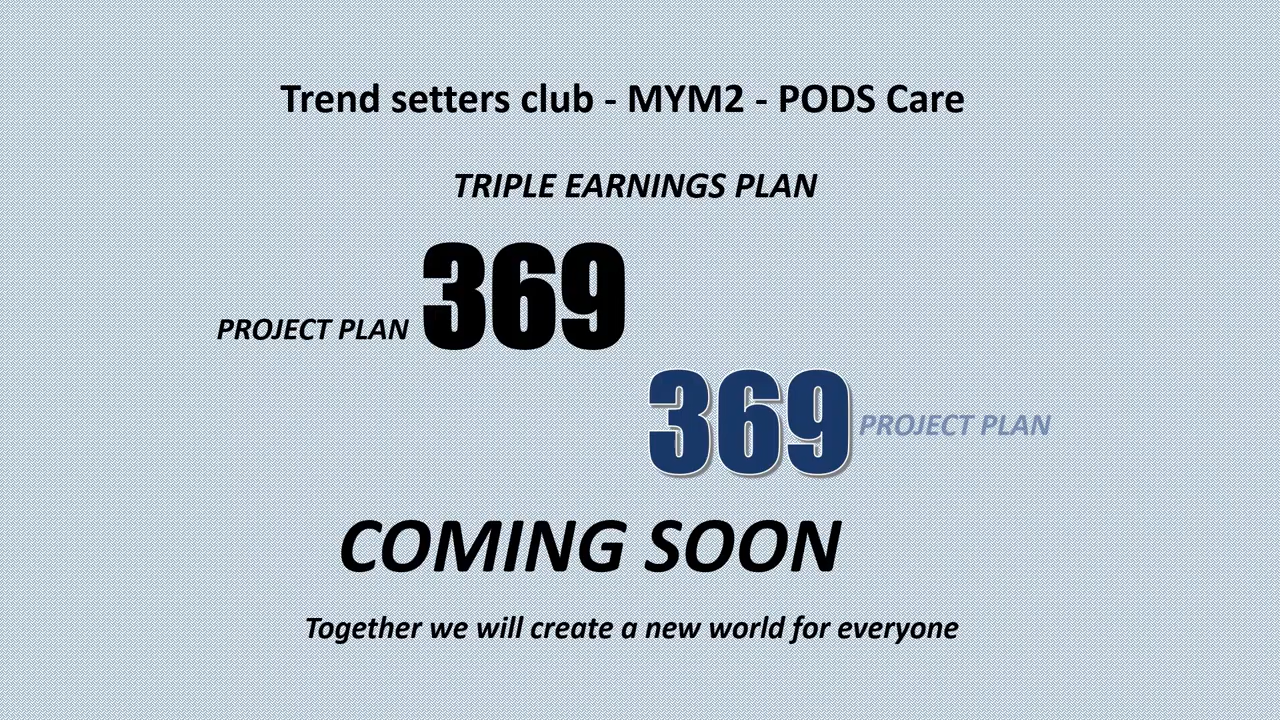 Trend setters club - MYM2 - PODS Care
TRIPLE EARNINGS PLAN
PROJECT PLAN 369
369 PROJECT PLAN
COMING SOON
Together we will create a new world for everyone